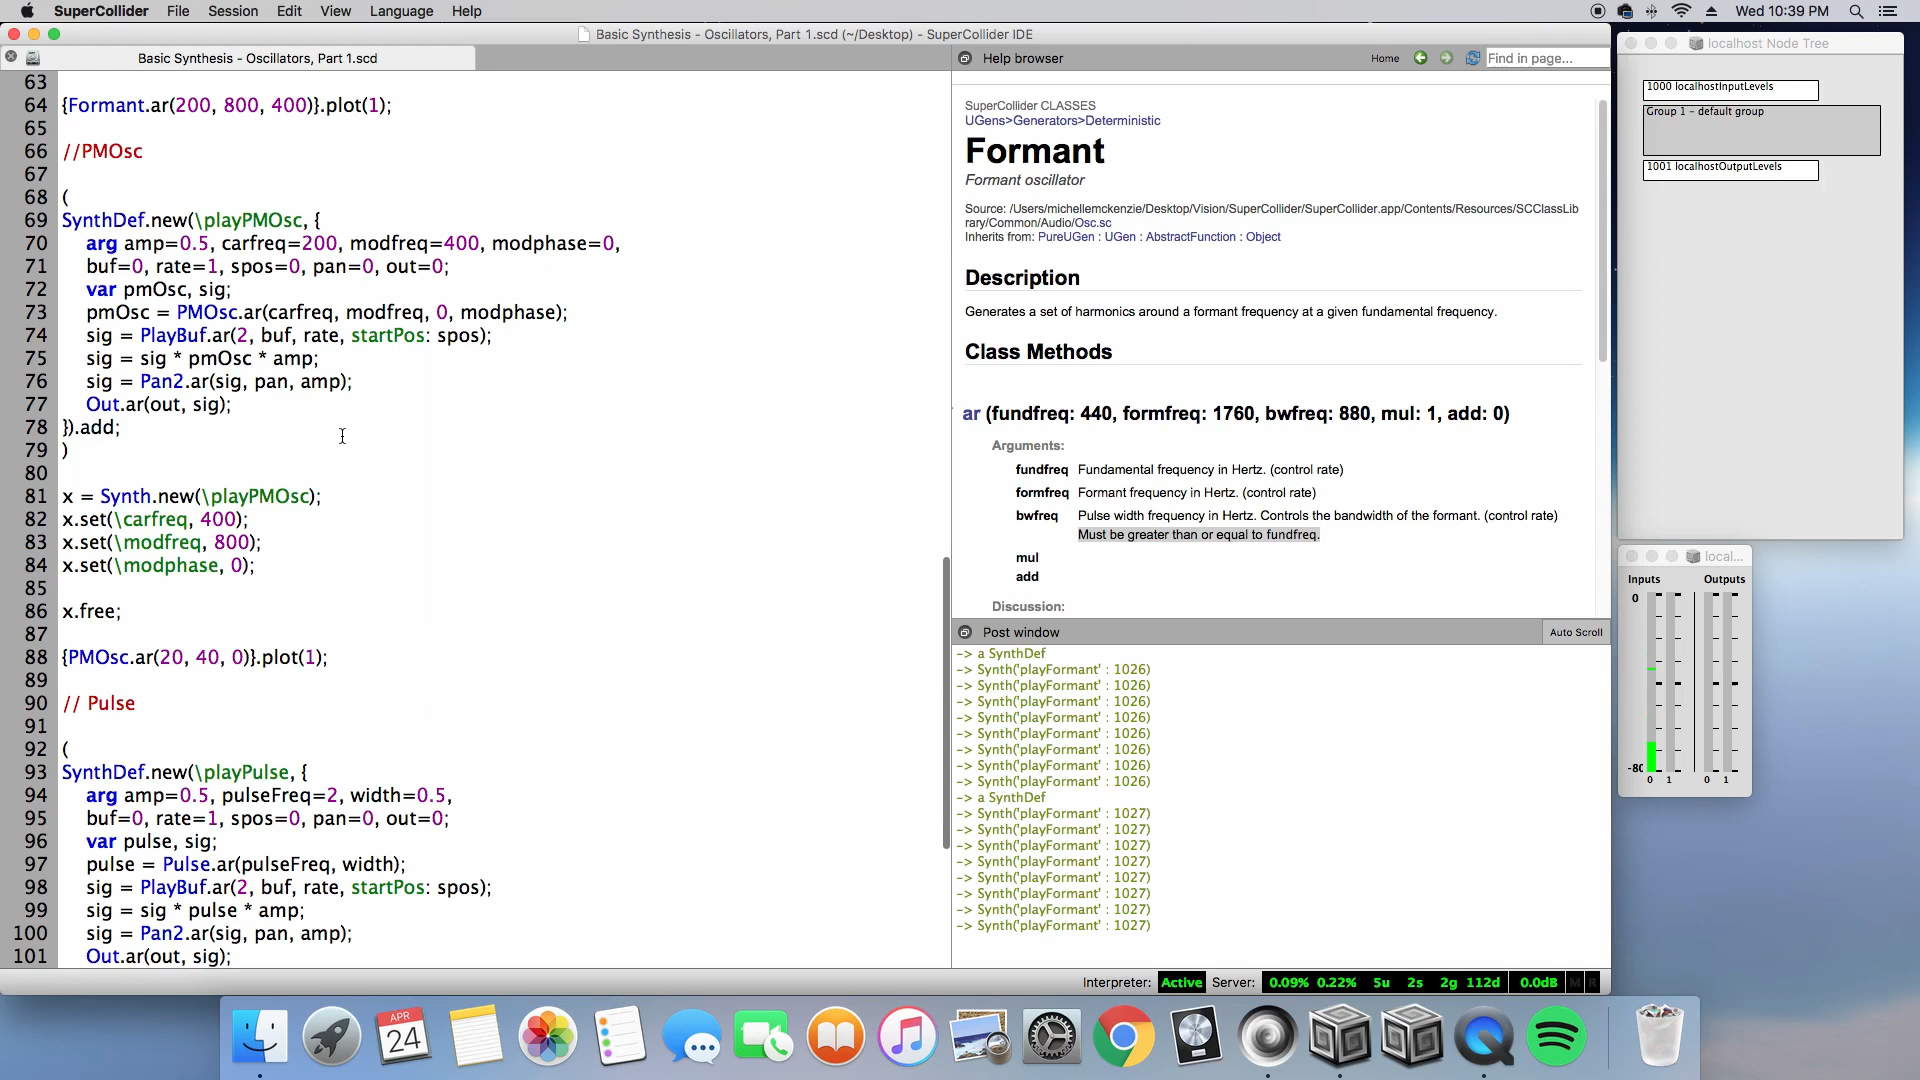 SuperCollider File Session Edit View Language Help
Wed 10:39 PM
Basic Synthesis - Oscillators, Part 1.scd (~/Desktop) - SuperCollider IDE
Basic Synthesis - Oscillators, Part 1.scd
63
64 {Formant.ar(200, 800, 400)}.plot(1);
65
66 //PMOsc
67
68 (
69 SynthDef.new(\playPMOsc, {
70 arg amp=0.5, carfreq=200, modfreq=400, modphase=0,
71 buf=0, rate=1, spos=0, pan=0, out=0;
72 var pmOsc, sig;
73 pmOsc = PMOsc.ar(carfreq, modfreq, 0, modphase);
74 sig = PlayBuf.ar(2, buf, rate, startPos: spos);
75 sig = sig * pmOsc * amp;
76 sig = Pan2.ar(sig, pan, amp);
77 Out.ar(out, sig);
78 }).add;
79 )
80
81 x = Synth.new(\playPMOsc);
82 x.set(\carfreq, 400);
83 x.set(\modfreq, 800);
84 x.set(\modphase, 0);
85
86 x.free;
87
88 {PMOsc.ar(20, 40, 0)}.plot(1);
89
90 // Pulse
91
92 (
93 SynthDef.new(\playPulse, {
94 arg amp=0.5, pulseFreq=2, width=0.5,
95 buf=0, rate=1, spos=0, pan=0, out=0;
96 var pulse, sig;
97 pulse = Pulse.ar(pulseFreq, width);
98 sig = PlayBuf.ar(2, buf, rate, startPos: spos);
99 sig = sig * pulse * amp;
100 sig = Pan2.ar(sig, pan, amp);
101 Out.ar(out, sig);
Help browser
Home
Find in page...
SuperCollider CLASSES
UGens>Generators>Deterministic
Formant
Formant oscillator
Source: /Users/michellemckenzie/Desktop/Vision/SuperCollider/SuperCollider.app/Contents/Resources/SCClassLib
rary/Common/Audio/Osc.sc
Inherits from: PureUGen : UGen : AbstractFunction : Object
Description
Generates a set of harmonics around a formant frequency at a given fundamental frequency.
Class Methods
ar (fundfreq: 440, formfreq: 1760, bwfreq: 880, mul: 1, add: 0)
Arguments:
fundfreq Fundamental frequency in Hertz. (control rate)
formfreq Formant frequency in Hertz. (control rate)
bwfreq Pulse width frequency in Hertz. Controls the bandwidth of the formant. (control rate)
Must be greater than or equal to fundfreq.
mul
add
Discussion:
Post window
Auto Scroll
-> a SynthDef
-> Synth('playFormant' : 1026)
-> Synth('playFormant' : 1026)
-> Synth('playFormant' : 1026)
-> Synth('playFormant' : 1026)
-> Synth('playFormant' : 1026)
-> Synth('playFormant' : 1026)
-> Synth('playFormant' : 1026)
-> Synth('playFormant' : 1026)
-> a SynthDef
-> Synth('playFormant' : 1027)
-> Synth('playFormant' : 1027)
-> Synth('playFormant' : 1027)
-> Synth('playFormant' : 1027)
-> Synth('playFormant' : 1027)
-> Synth('playFormant' : 1027)
-> Synth('playFormant' : 1027)
-> Synth('playFormant' : 1027)
Interpreter: Active Server: 0.09% 0.22% 5u 2s 2g 112d 0.0dB M R
localhost Node Tree
1000 localhostInputLevels
Group 1 - default group
1001 localhostOutputLevels
local...
Inputs Outputs
0
-80
0 1 0 1
APR
24